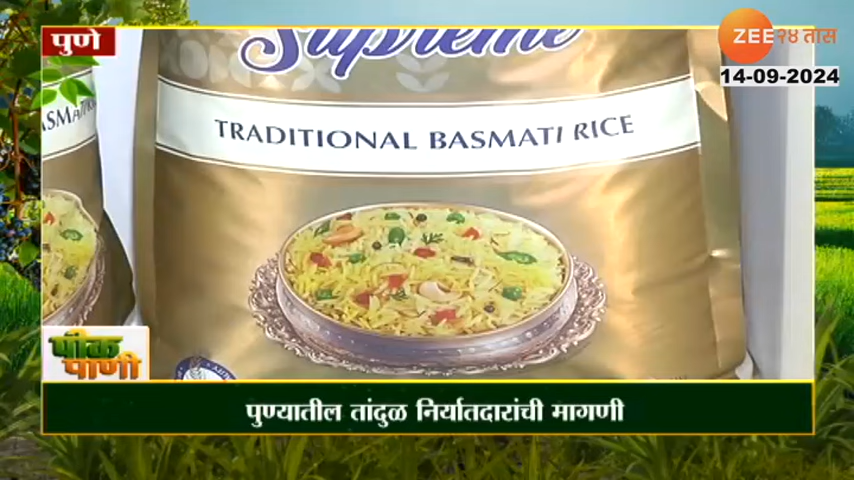 पुणे
ZEE २४ तास
14-09-2024
Supreme
TRADITIONAL BASMATI RICE
पीक
पाणी
पुण्यातील तांदुळ निर्यातदारांची मागणी